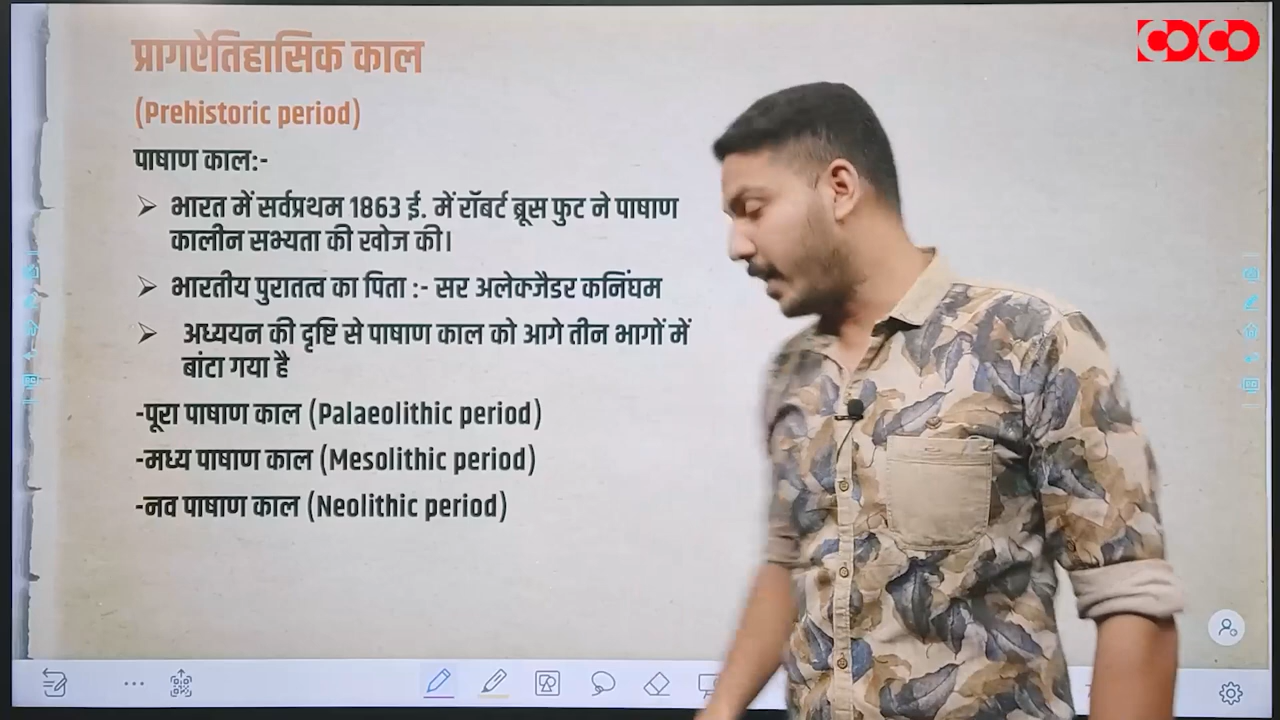 प्रागऐतिहासिक काल
(Prehistoric period)
पाषाण काल:-
➢ भारत में सर्वप्रथम 1863 ई. में रॉबर्ट ब्रूस फुट ने पाषाण
कालीन सभ्यता की खोज की।
➢ भारतीय पुरातत्व का पिता :- सर अलेक्जैडर कनिंघम
➢ अध्ययन की दृष्टि से पाषाण काल को आगे तीन भागों में
बांटा गया है
-पूरा पाषाण काल (Palaeolithic period)
-मध्य पाषाण काल (Mesolithic period)
-नव पाषाण काल (Neolithic period)